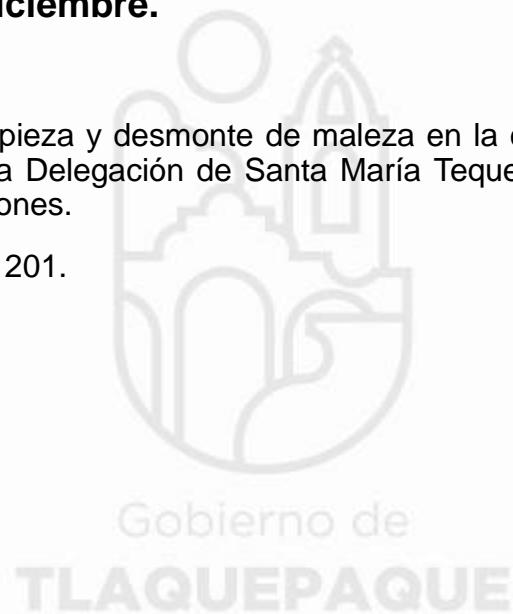 iciembre.
pieza y desmonte de maleza en la
a Delegación de Santa María Teque
ones.
201.
Gobierno de
TLAQUEPAQUE